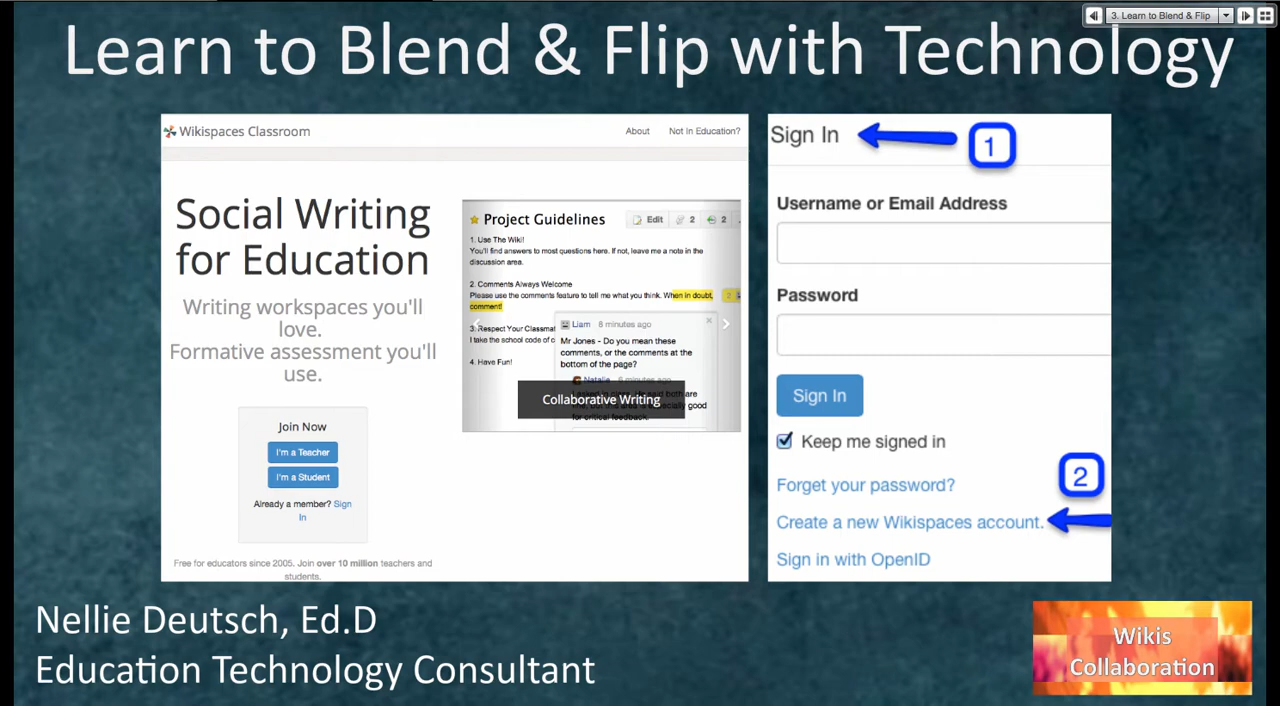 3. Learn to Blend & Flip
Learn to Blend & Flip with Technology
Wikispaces Classroom
About
Not In Education?
Social Writing
for Education
Writing workspaces you'll
love.
Formative assessment you'll
use.
Join Now
I'm a Teacher
I'm a Student
Already a member? Sign
In
Free for educators since 2005. Join over 10 million teachers and
students.
Project Guidelines
Edit
2
2
1. Use The Wiki!
You'll find answers to most questions here. If not, leave me a note in the
discussion area.
2. Comments Always Welcome
Please use the comments feature to tell me what you think. When in doubt,
comment!
2
3. Respect Your Classmat
I take the school code of c
4. Have Fun!
Liam 8 minutes ago
Mr Jones - Do you mean these
comments, or the comments at the
bottom of the page?
Natalie 6 minutes ago
Collaborative Writing
for critical feedback.
Sign In
1
Username or Email Address
Password
Sign In
Keep me signed in
2
Forget your password?
Create a new Wikispaces account.
Sign in with OpenID
Nellie Deutsch, Ed.D
Education Technology Consultant
Wikis
Collaboration